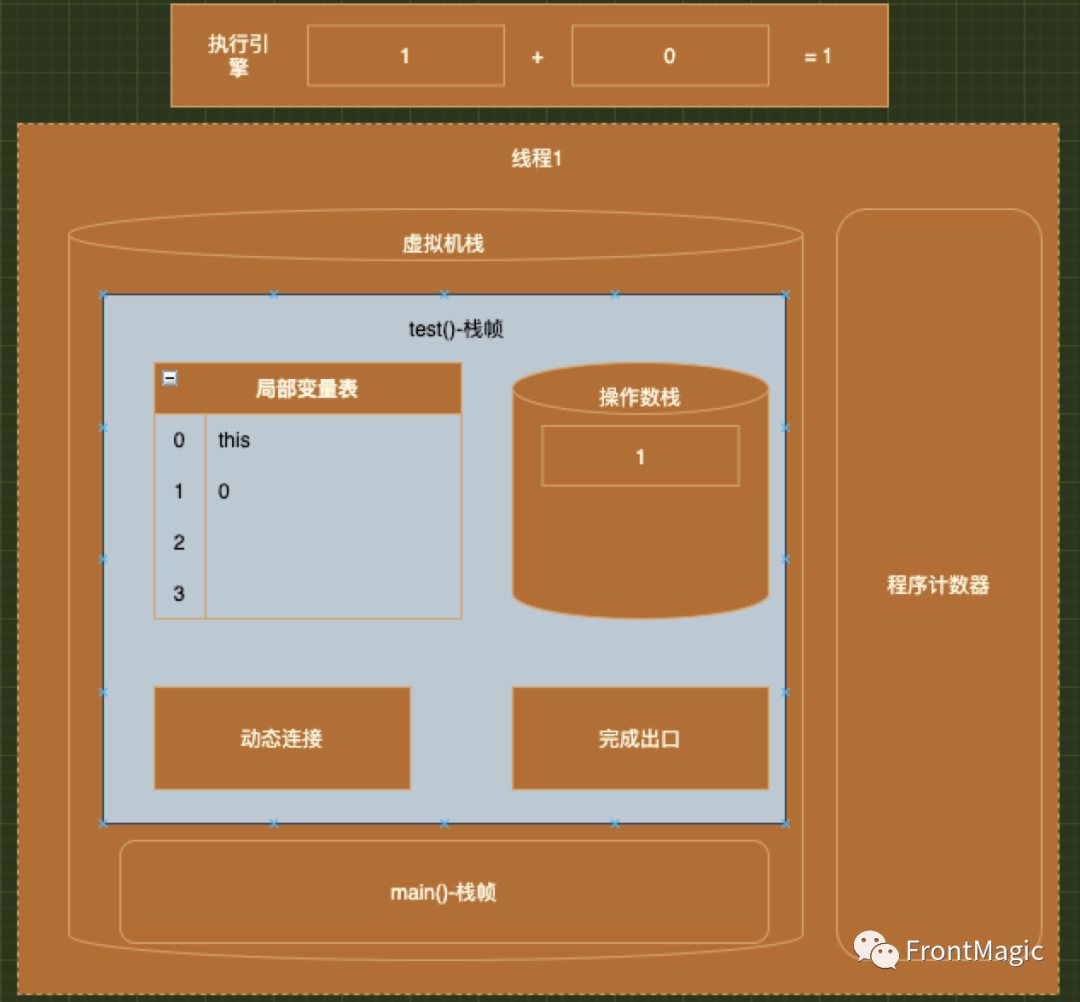 执行引
擎
1
+
0
= 1
线程1
虚拟机栈
test()-栈帧
局部变量表
0 this
1 0
2
3
操作数栈
1
动态连接
完成出口
main()-栈帧
程序计数器
FrontMagic